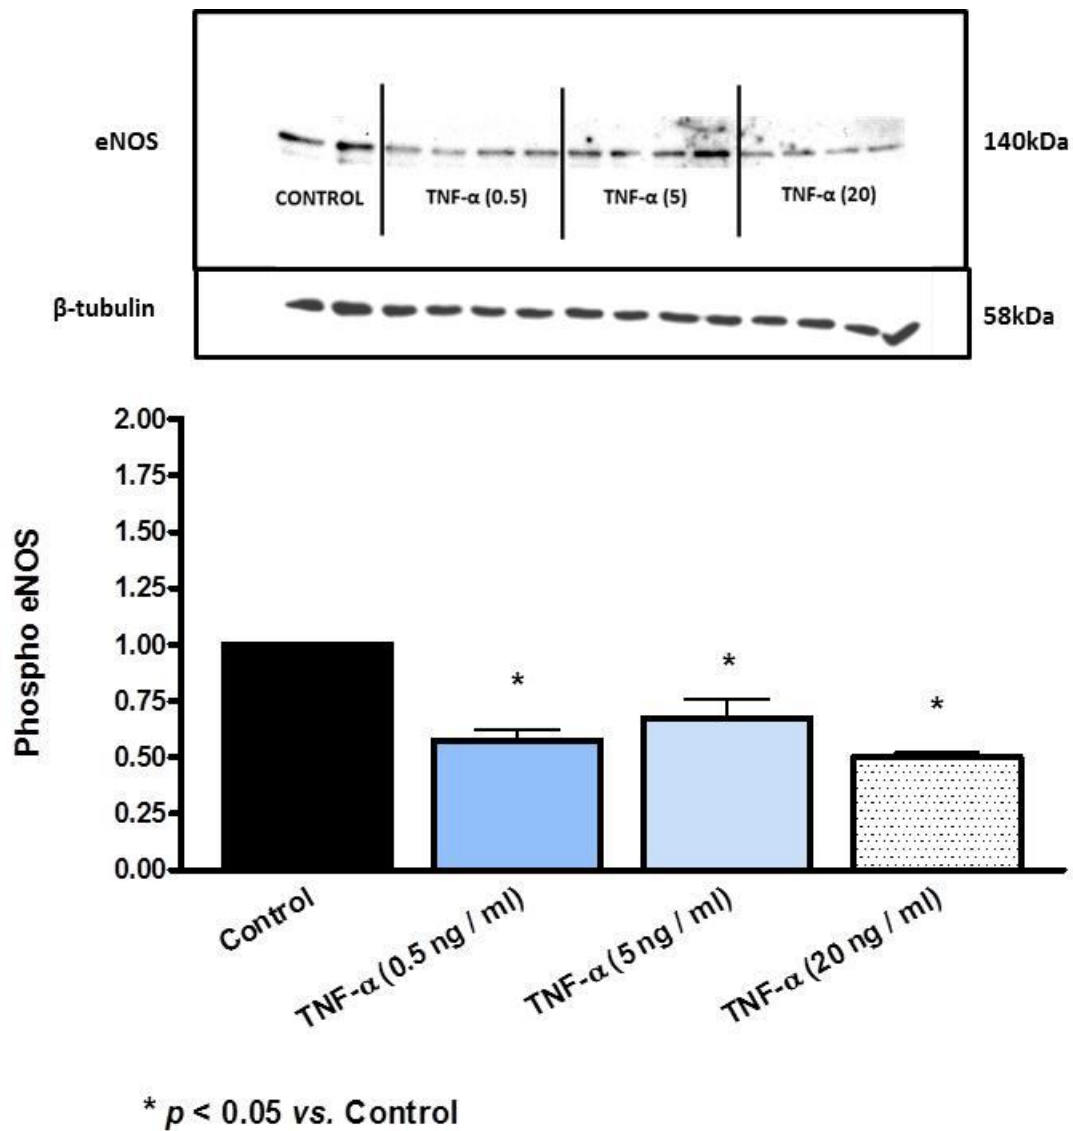 eNOS
140kDa
CONTROL
TNF-α (0.5)
TNF-α (5)
TNF-α (20)
β-tubulin
58kDa
2.00
1.75
1.50
1.25
1.00
0.75
0.50
0.25
0.00
Phospho eNOS
*
*
*
Control
TNF-α (0.5 ng / ml)
TNF-α (5 ng / ml)
TNF-α (20 ng / ml)
* p < 0.05 vs. Control